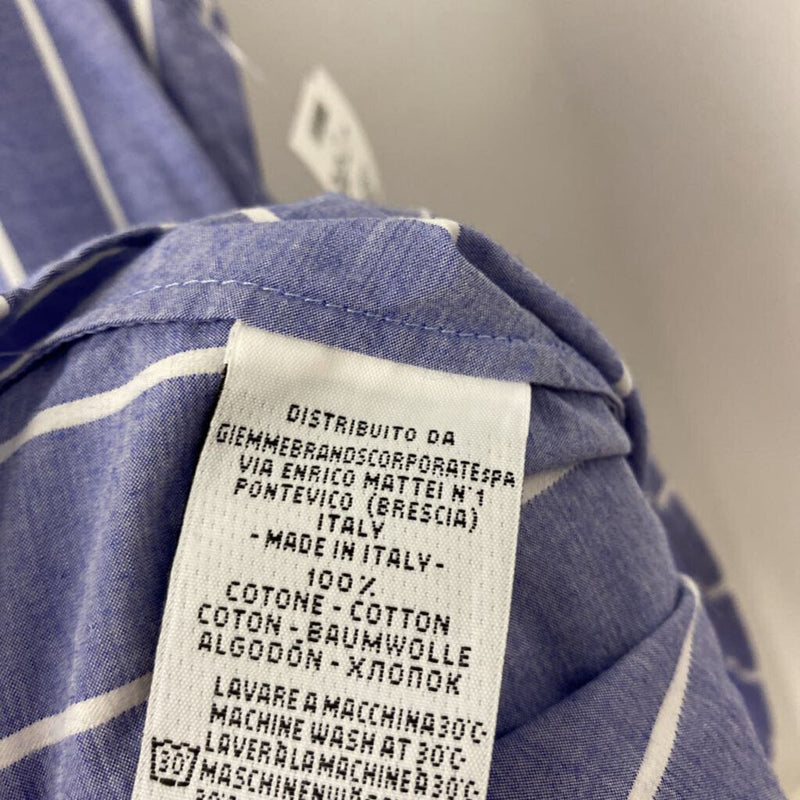 DISTRIBUITO DA
GIEMMEBRANDSCORPORATEsPA
VIA ENRICO MATTEI N°1
PONTEVICO (BRESCIA)
ITALY
-MADE IN ITALY-
100%
COTONE - COTTON
COTON - BAUMWOLLE
ALGODÓN - ХЛОПОК
LAVARE A MACCHINA 30°C-
MACHINE WASH AT 30°C-
LAVER À LA MACHINE A 30°C-
30